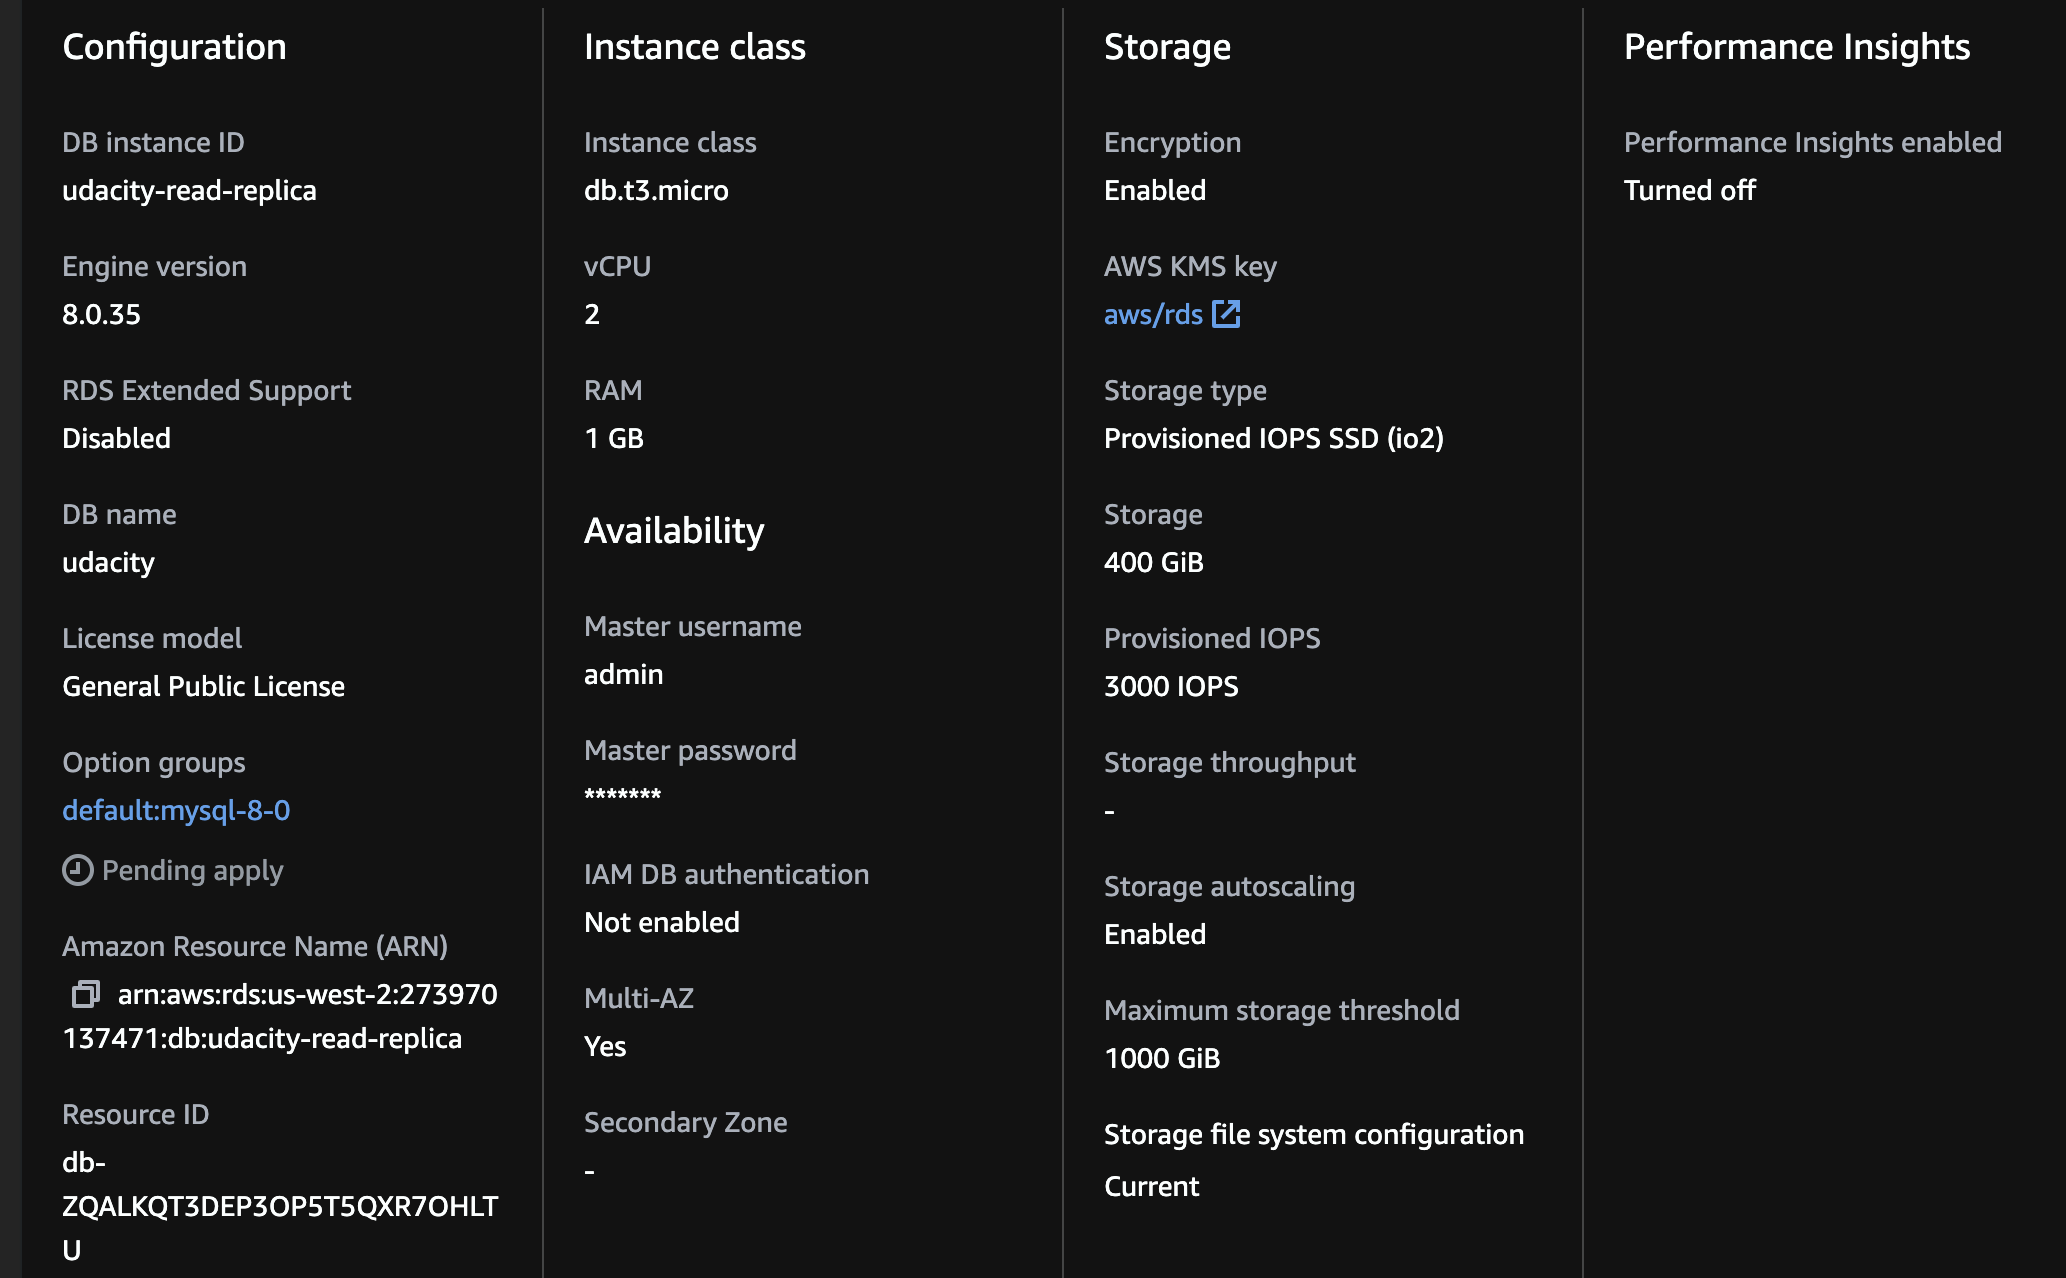 Configuration
DB instance ID
udacity-read-replica
Engine version
8.0.35
RDS Extended Support
Disabled
DB name
udacity
License model
General Public License
Option groups
default:mysql-8-0
Pending apply
Amazon Resource Name (ARN)
arn:aws:rds:us-west-2:273970
137471:db:udacity-read-replica
Resource ID
db-
ZQALKQT3DEP3OP5T5QXR7OHLT
U
Instance class
Instance class
db.t3.micro
vCPU
2
RAM
1 GB
Availability
Master username
admin
Master password
*******
IAM DB authentication
Not enabled
Multi-AZ
Yes
Secondary Zone
-
Storage
Encryption
Enabled
AWS KMS key
aws/rds
Storage type
Provisioned IOPS SSD (io2)
Storage
400 GiB
Provisioned IOPS
3000 IOPS
Storage throughput
-
Storage autoscaling
Enabled
Maximum storage threshold
1000 GiB
Storage file system configuration
Current
Performance Insights
Performance Insights enabled
Turned off